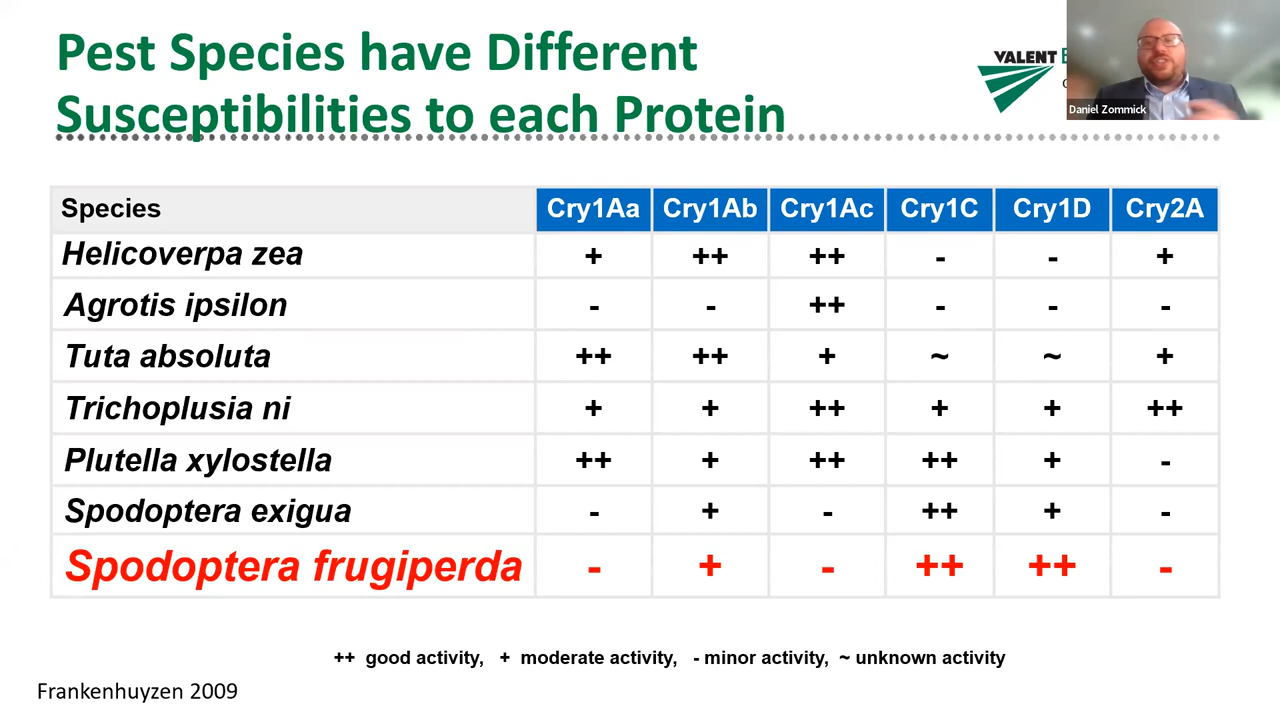 Pest Species have Different
Susceptibilities to each Protein
VALENT
Daniel Zommick
Species Cry1Aa Cry1Ab Cry1Ac Cry1C Cry1D Cry2A
Helicoverpa zea + ++ ++ - - +
Agrotis ipsilon - - ++ - - -
Tuta absoluta ++ ++ + ~ ~ +
Trichoplusia ni + + ++ + + ++
Plutella xylostella ++ + ++ ++ + -
Spodoptera exigua - + - ++ + -
Spodoptera frugiperda - + - ++ ++ -
++ good activity, + moderate activity, - minor activity, ~ unknown activity
Frankenhuyzen 2009